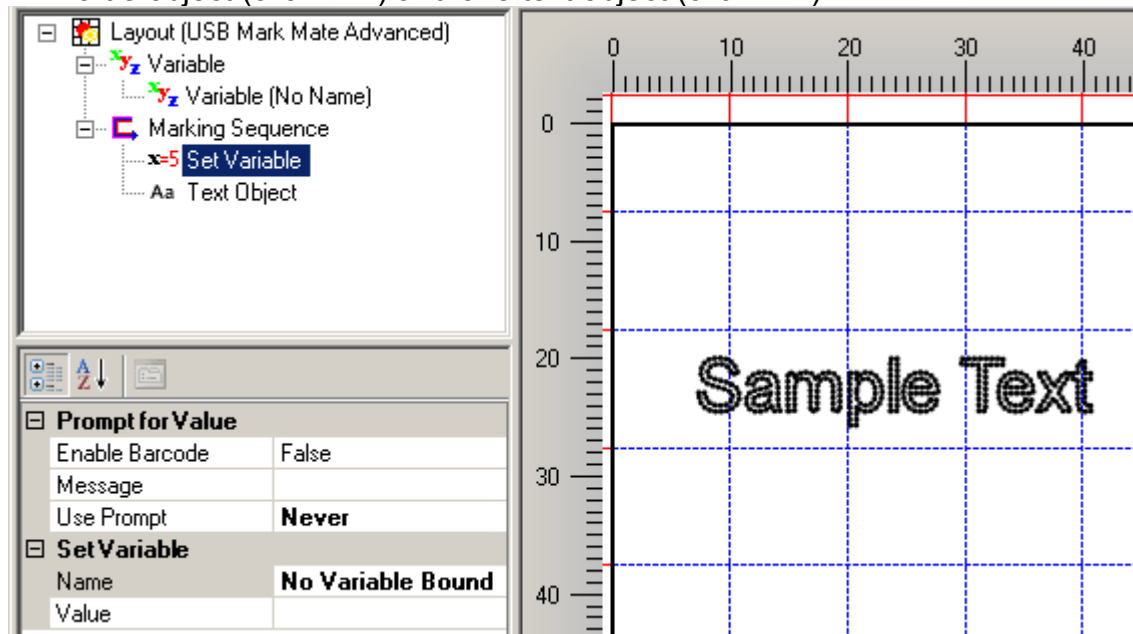 Layout (USB Mark Mate Advanced)
Variable
Variable (No Name)
Marking Sequence
x=5 Set Variable
Aa Text Object
Prompt for Value
Enable Barcode False
Message
Use Prompt Never
Set Variable
Name No Variable Bound
Value
0 10 20 30 40
0
10
20
30
40
Sample Text